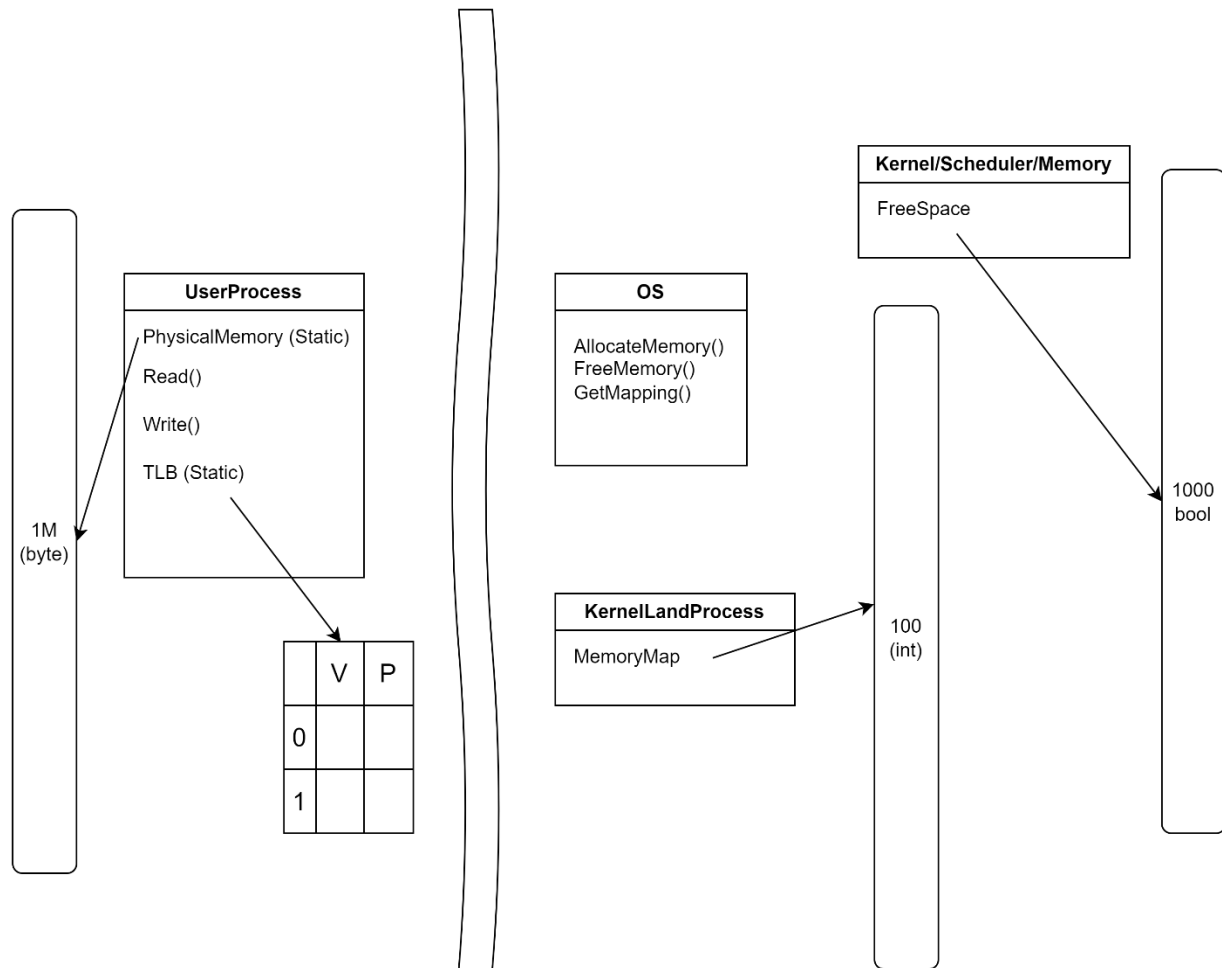 UserProcess
PhysicalMemory (Static)
Read()
Write()
TLB (Static)
1M
(byte)
V P
0
1
OS
AllocateMemory()
FreeMemory()
GetMapping()
KernelLandProcess
MemoryMap
Kernel/Scheduler/Memory
FreeSpace
100
(int)
1000
bool